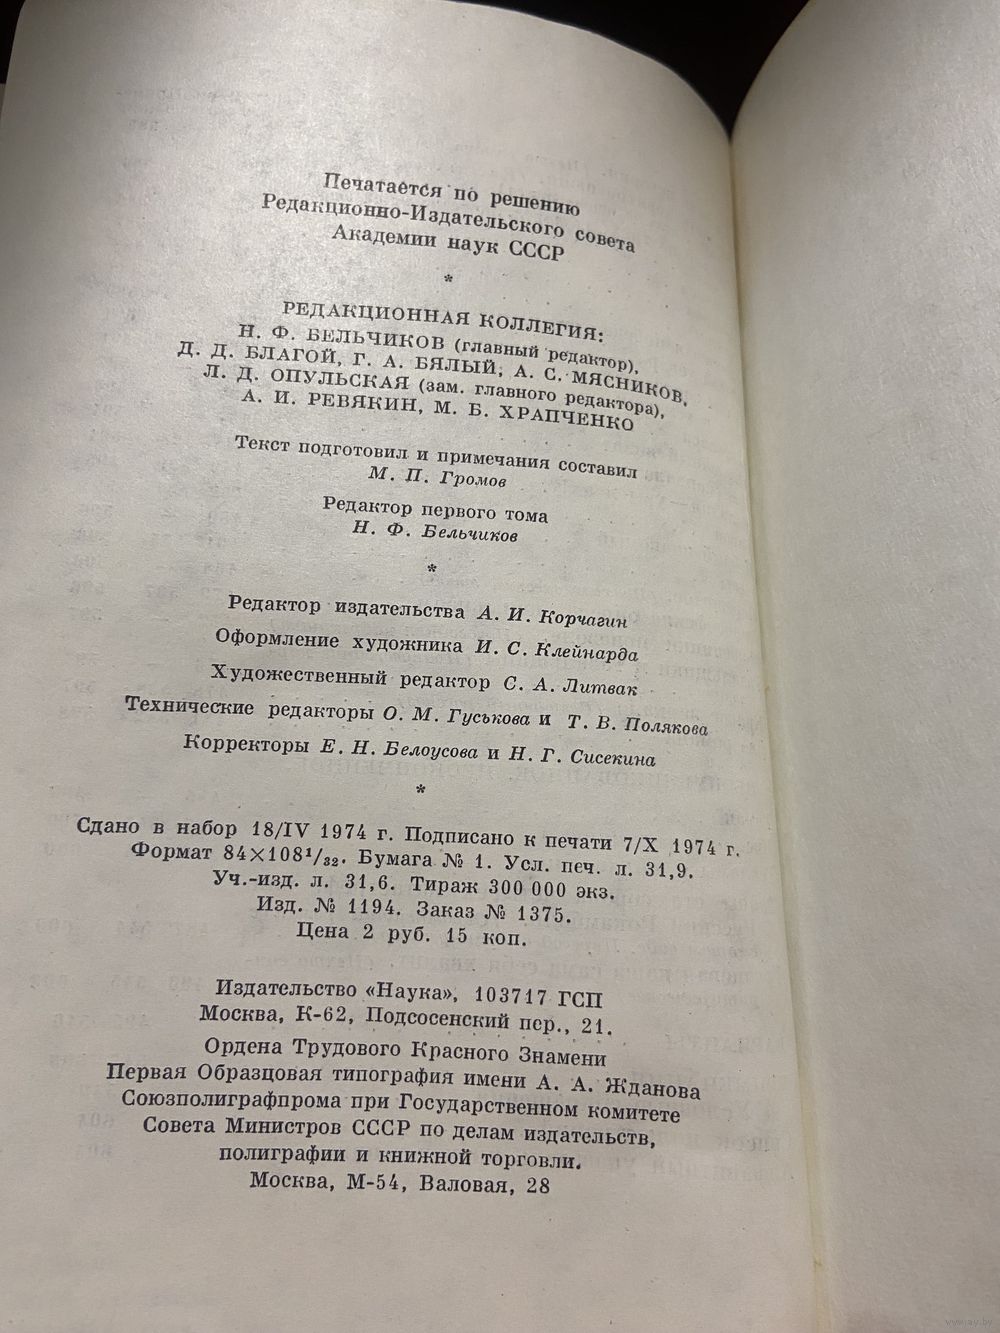 Печатается по решению
Редакционно-Издательского совета
Академии наук СССР
*
РЕДАКЦИОННАЯ КОЛЛЕГИЯ:
Н. Ф. БЕЛЬЧИКОВ (главный редактор),
Д. Д. БЛАГОЙ, Г. А. БЯЛЫЙ, А. С. МЯСНИКОВ,
Л. Д. ОПУЛЬСКАЯ (зам. главного редактора),
А. И. РЕВЯКИН, М. Б. ХРАПЧЕНКО
Текст подготовил и примечания составил
М. П. Громов
Редактор первого тома
Н. Ф. Бельчиков
*
Редактор издательства А. И. Корчагин
Оформление художника И. С. Клейнарда
Художественный редактор С. А. Литвак
Технические редакторы О. М. Гуськова и Т. В. Полякова
Корректоры Е. Н. Белоусова и Н. Г. Сисекина
*
Сдано в набор 18/IV 1974 г. Подписано к печати 7/X 1974 г.
Формат 84×108¹/₃₂. Бумага № 1. Усл. печ. л. 31,9.
Уч.-изд. л. 31,6. Тираж 300 000 экз.
Изд. № 1194. Заказ № 1375.
Цена 2 руб. 15 коп.
Издательство «Наука», 103717 ГСП
Москва, К-62, Подсосенский пер., 21.
Ордена Трудового Красного Знамени
Первая Образцовая типография имени А. А. Жданова
Союзполиграфпрома при Государственном комитете
Совета Министров СССР по делам издательств,
полиграфии и книжной торговли.
Москва, М-54, Валовая, 28
www.ay.by